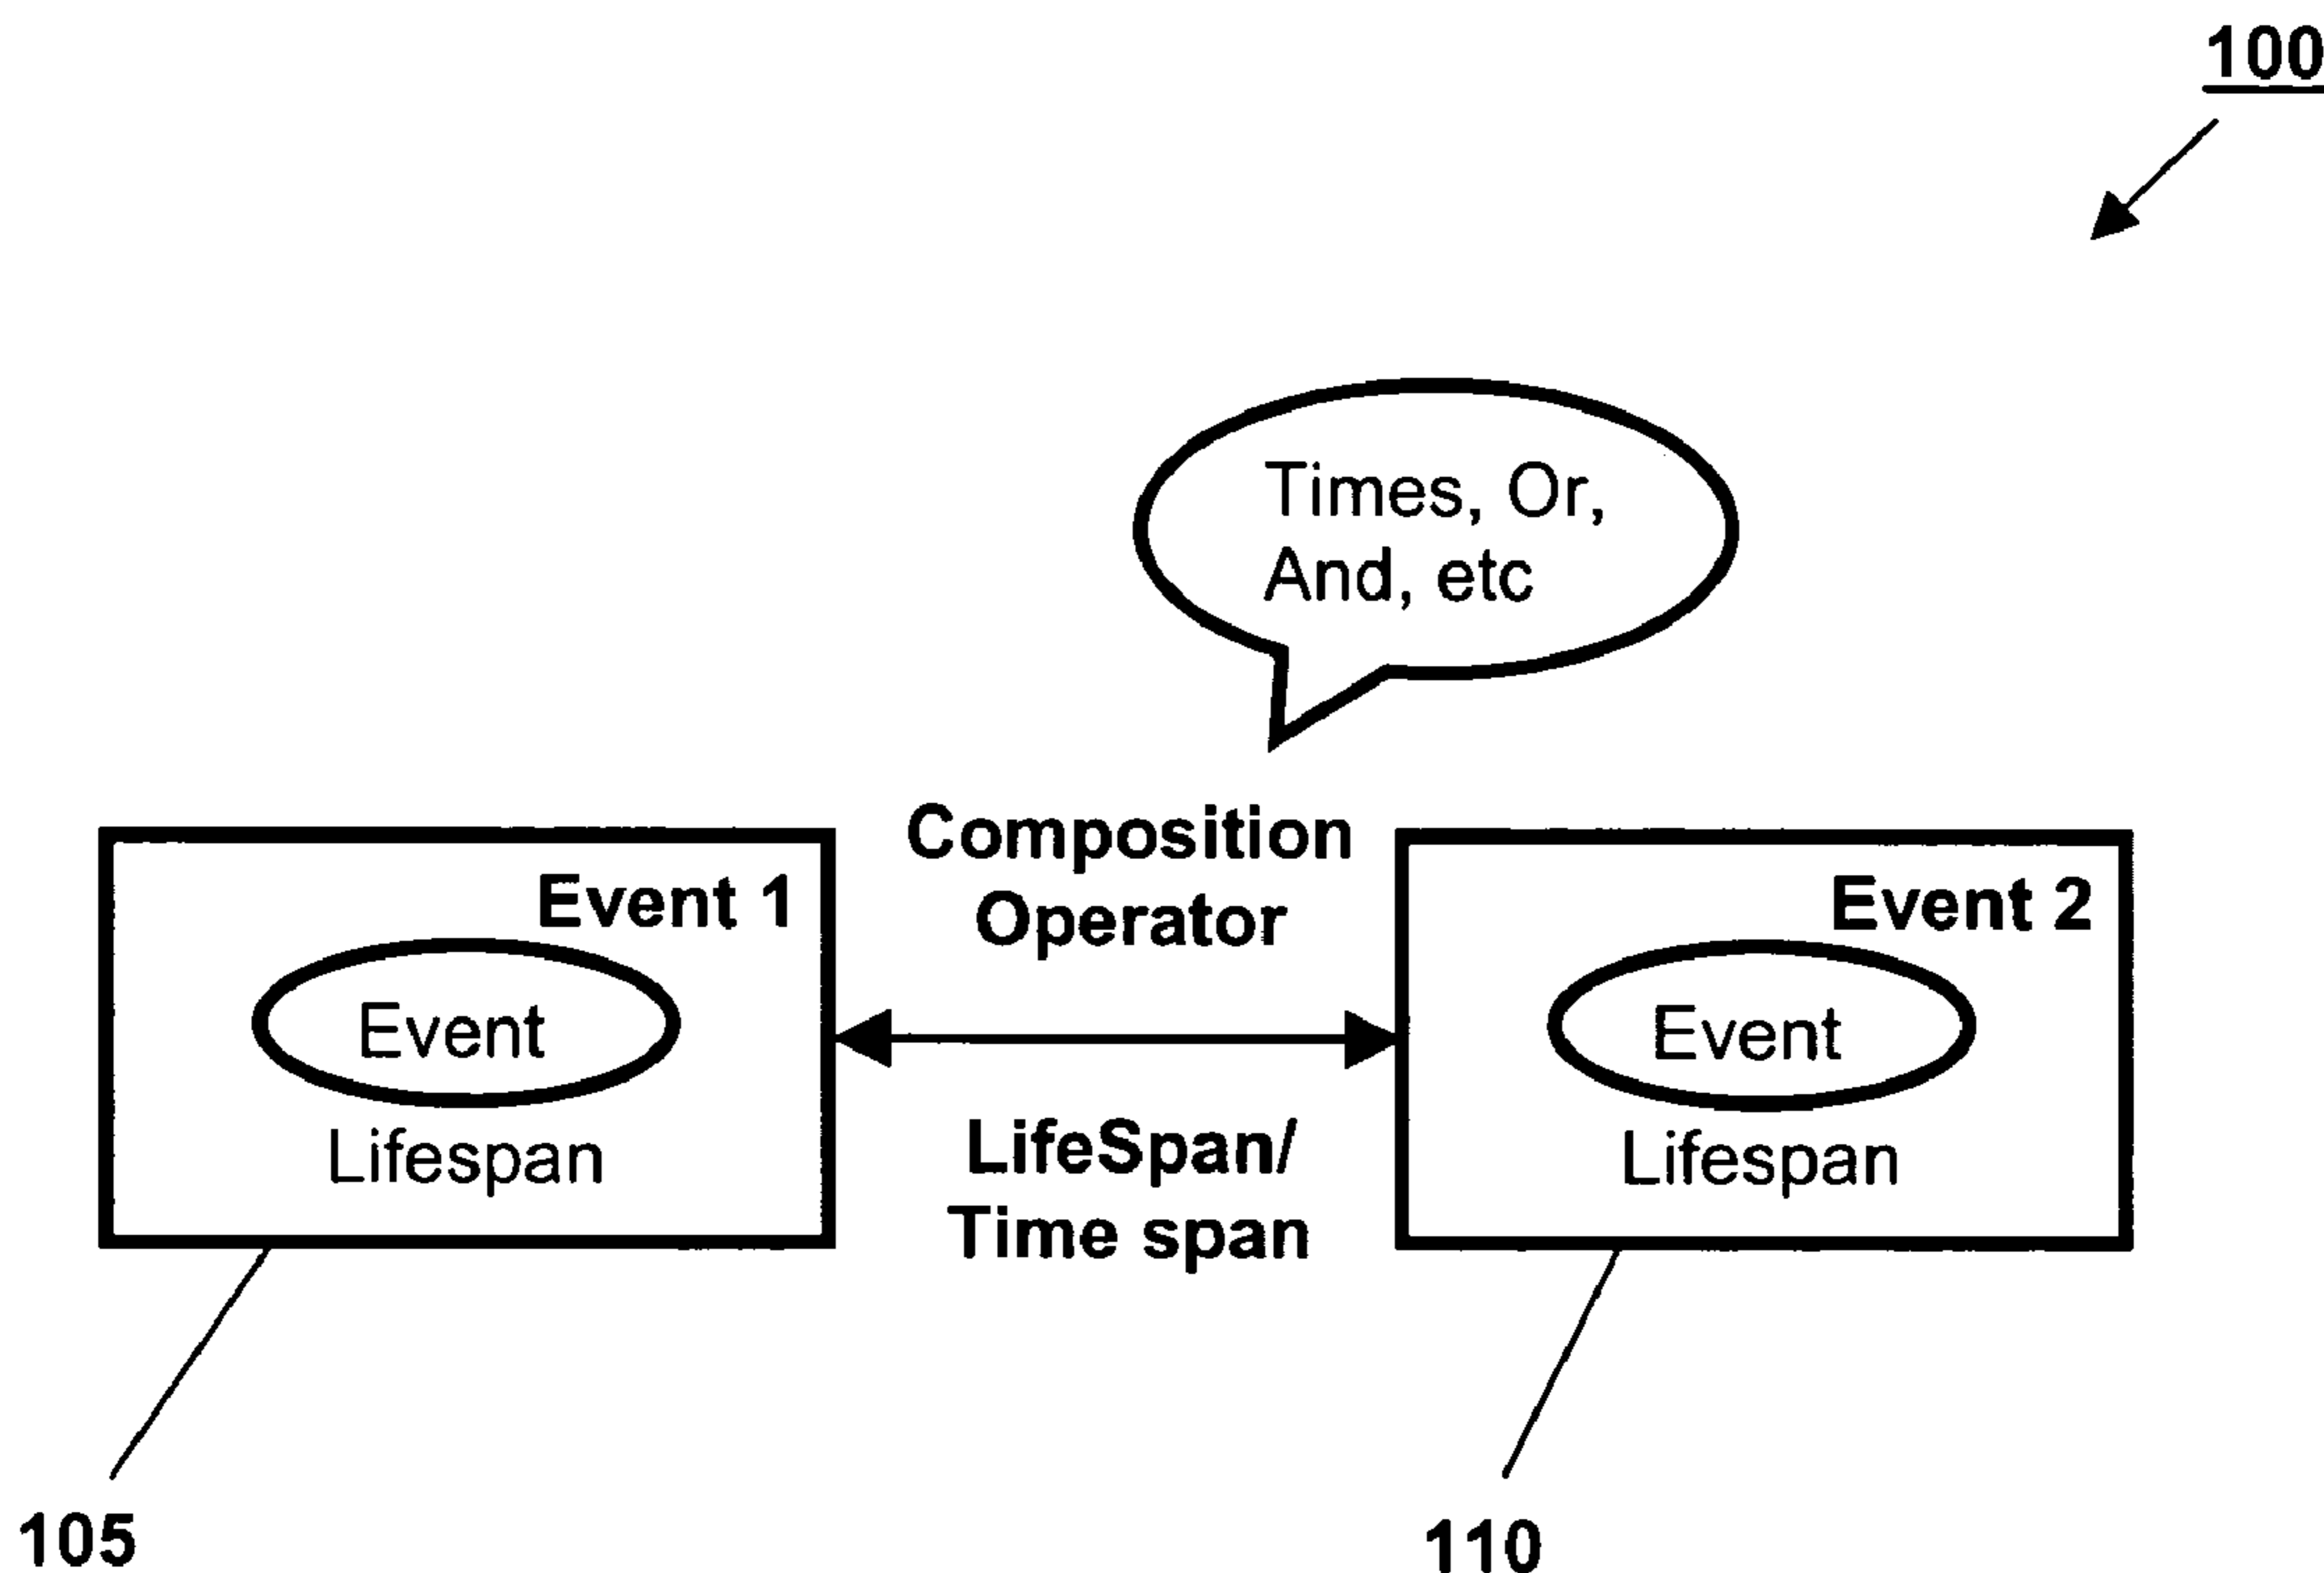 100
Times, Or,
And, etc
Composition
Operator
Event 1
Event
Lifespan
LifeSpan/
Time span
Event 2
Event
Lifespan
105
110